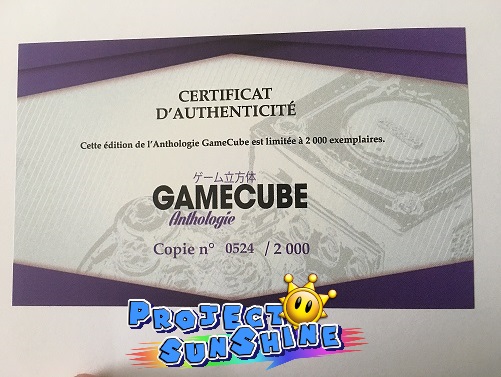 CERTIFICAT
D'AUTHENTICITÉ
Cette édition de l'Anthologie GameCube est limitée à 2 000 exemplaires.
ゲーム立方体
GAMECUBE
Anthologie
Copie n° 0524 / 2 000
PROJECT
SUNSHINE